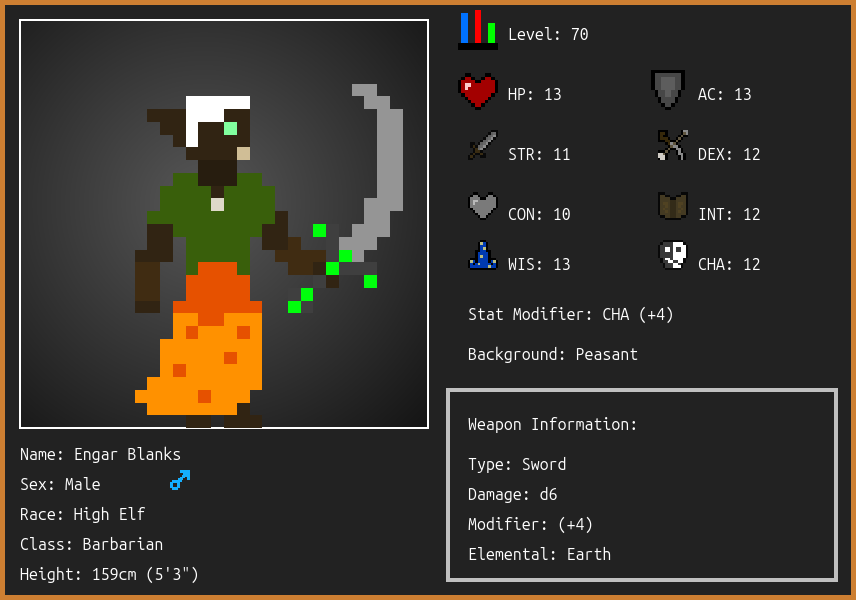 Level: 70
HP: 13
AC: 13
STR: 11
DEX: 12
CON: 10
INT: 12
WIS: 13
CHA: 12
Stat Modifier: CHA (+4)
Background: Peasant
Weapon Information:
Type: Sword
Damage: d6
Modifier: (+4)
Elemental: Earth
Name: Engar Blanks
Sex: Male
Race: High Elf
Class: Barbarian
Height: 159cm (5'3")